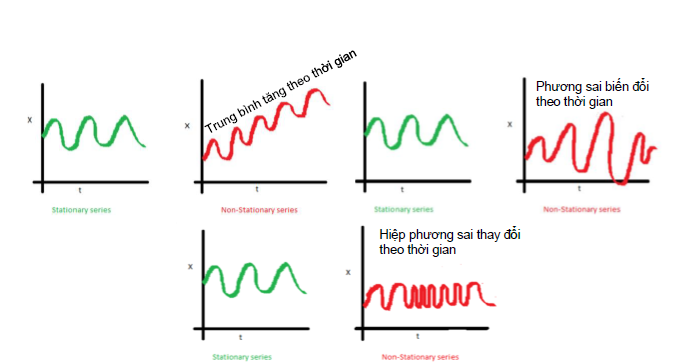 Trung bình tăng theo thời gian
Phương sai biến đổi
theo thời gian
x
x
x
x
t
t
t
t
Stationary series
Non-Stationary series
Stationary series
Non-Stationary series
Hiệp phương sai thay đổi
theo thời gian
x
x
t
t
Stationary series
Non-Stationary series